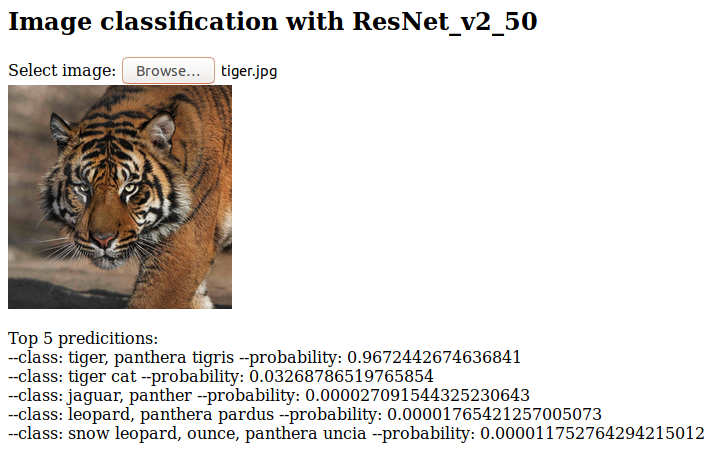 Image classification with ResNet_v2_50
Select image: Browse... tiger.jpg
Top 5 predicitions:
--class: tiger, panthera tigris --probability: 0.9672442674636841
--class: tiger cat --probability: 0.03268786519765854
--class: jaguar, panther --probability: 0.000027091544325230643
--class: leopard, panthera pardus --probability: 0.00001765421257005073
--class: snow leopard, ounce, panthera uncia --probability: 0.000011752764294215012